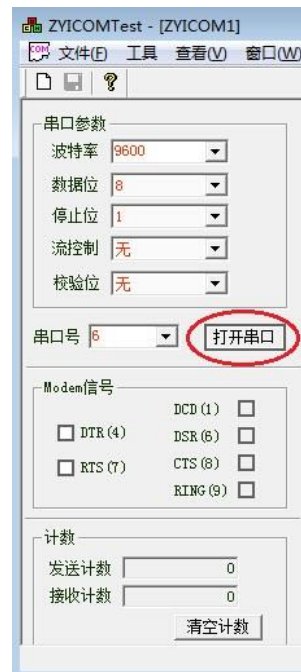 ZYICOMTest - [ZYICOM1]
文件(F) 工具 查看(V) 窗口(W)
串口参数
波特率 9600
数据位 8
停止位 1
流控制 无
校验位 无
串口号 6 打开串口
Modem信号
DCD(1)
DTR(4) DSR(6)
RTS(7) CTS(8)
RING(9)
计数
发送计数 0
接收计数 0
清空计数